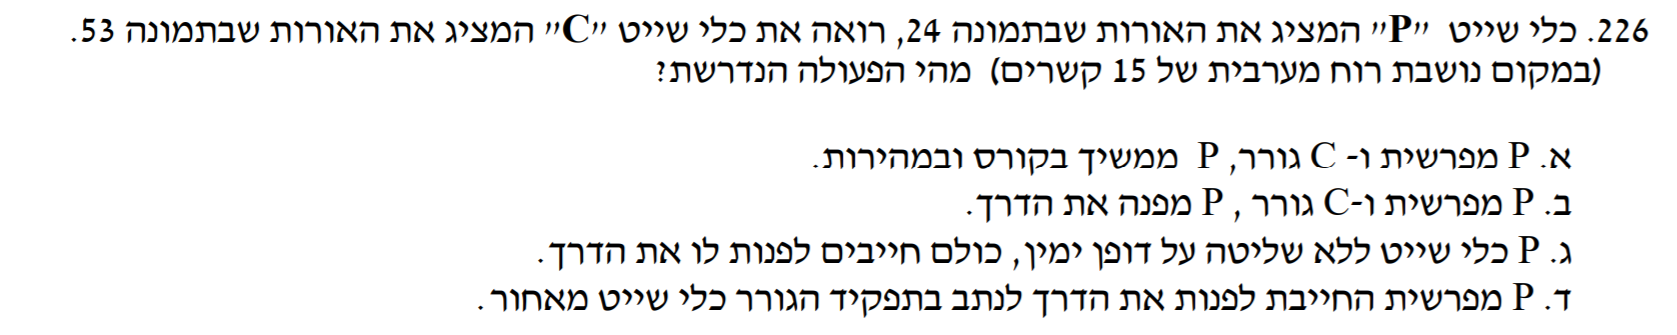 226. כלי שייט "P" המציג את האורות שבתמונה 24, רואה את כלי שייט "C" המציג את האורות שבתמונה 53.
(במקום נושבת רוח מערבית של 15 קשרים) מהי הפעולה הנדרשת?
א. P מפרשית ו- C גורר, P ממשיך בקורס ובמהירות.
ב. P מפרשית ו-C גורר , P מפנה את הדרך.
ג. P כלי שייט ללא שליטה על דופן ימין, כולם חייבים לפנות לו את הדרך.
ד. P מפרשית החייבת לפנות את הדרך לנתב בתפקיד הגורר כלי שייט מאחור.